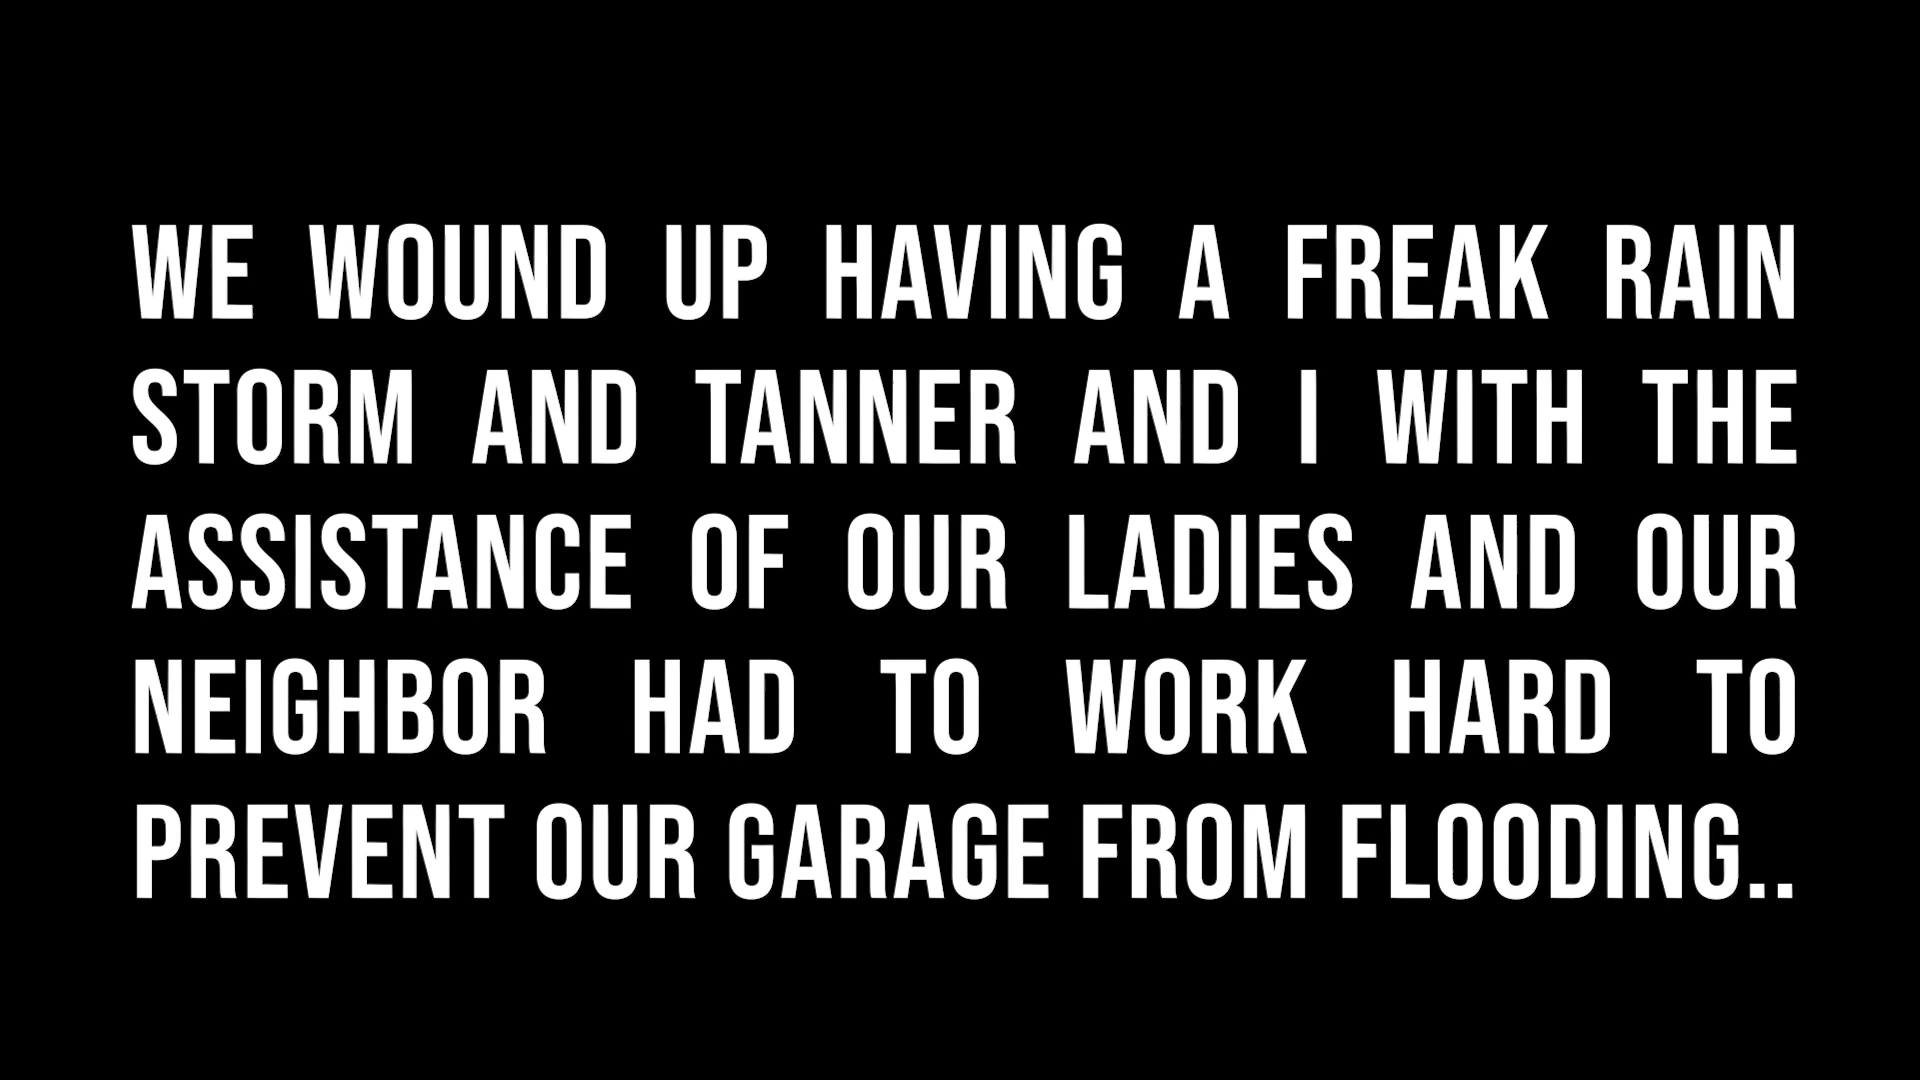 WE WOUND UP HAVING A FREAK RAIN
STORM AND TANNER AND I WITH THE
ASSISTANCE OF OUR LADIES AND OUR
NEIGHBOR HAD TO WORK HARD TO
PREVENT OUR GARAGE FROM FLOODING..